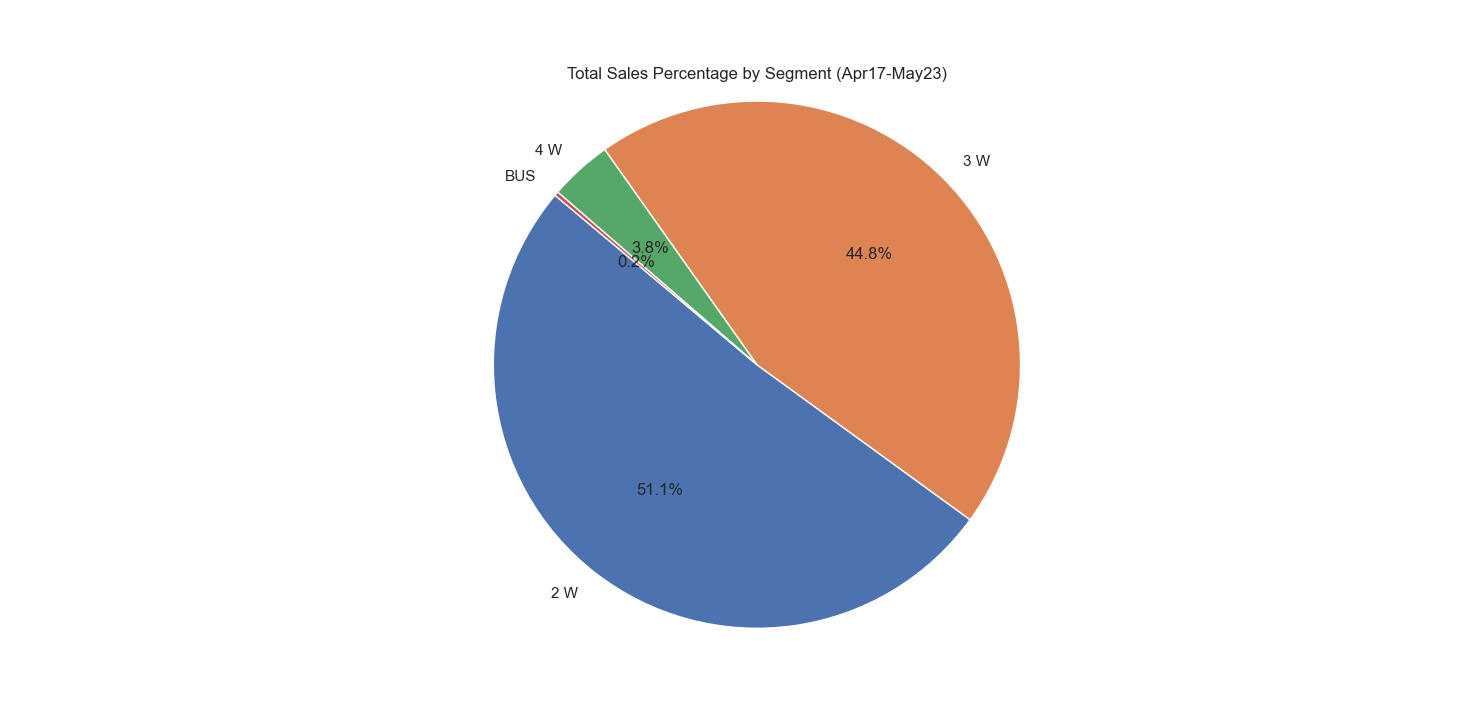 Total Sales Percentage by Segment (Apr17-May23)
4 W
3 W
BUS
3.8%
44.8%
0.2%
51.1%
2 W